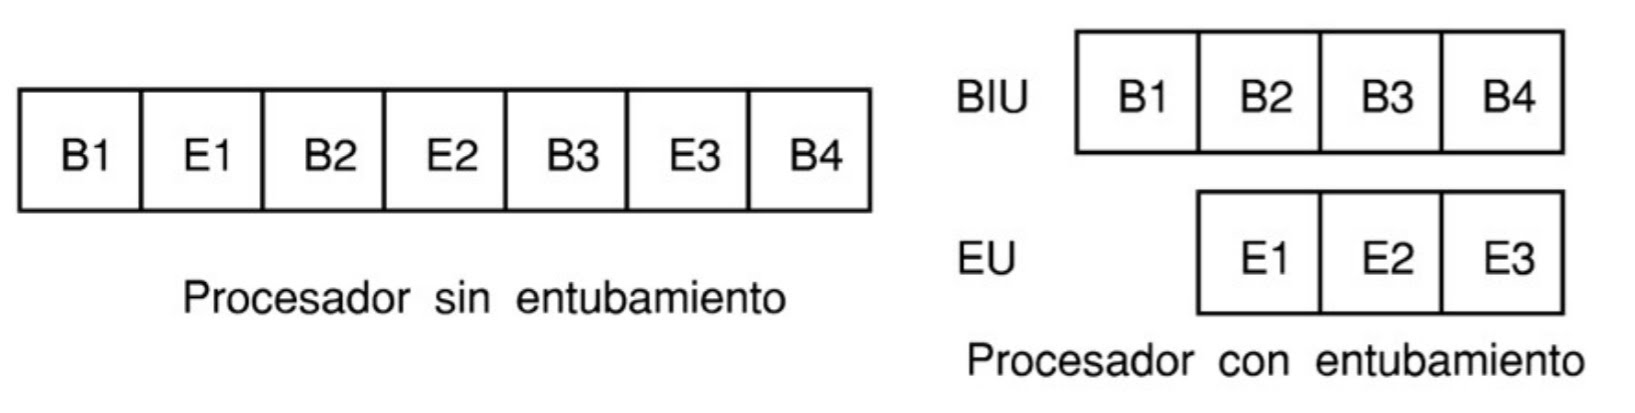 B1 E1 B2 E2 B3 E3 B4
Procesador sin entubamiento
BIU B1 B2 B3 B4
EU E1 E2 E3
Procesador con entubamiento